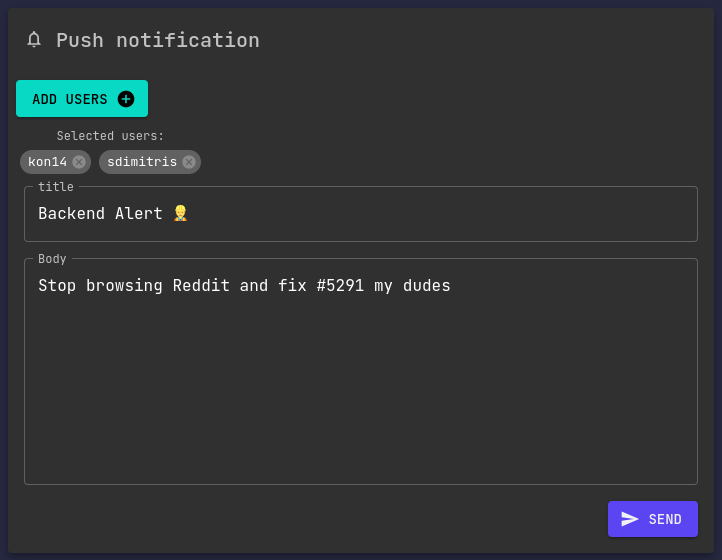 Push notification
ADD USERS
Selected users:
kon14 sdimitris
title
Backend Alert 👷
Body
Stop browsing Reddit and fix #5291 my dudes
SEND